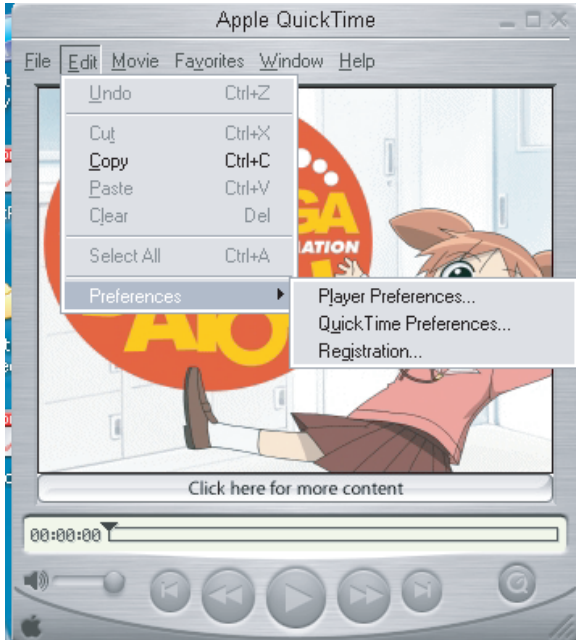 Apple QuickTime
File Edit Movie Favorites Window Help
Undo Ctrl+Z
Cut Ctrl+X
Copy Ctrl+C
Paste Ctrl+V
Clear Del
Select All Ctrl+A
Preferences
Player Preferences...
QuickTime Preferences...
Registration...
Click here for more content
00:00:00